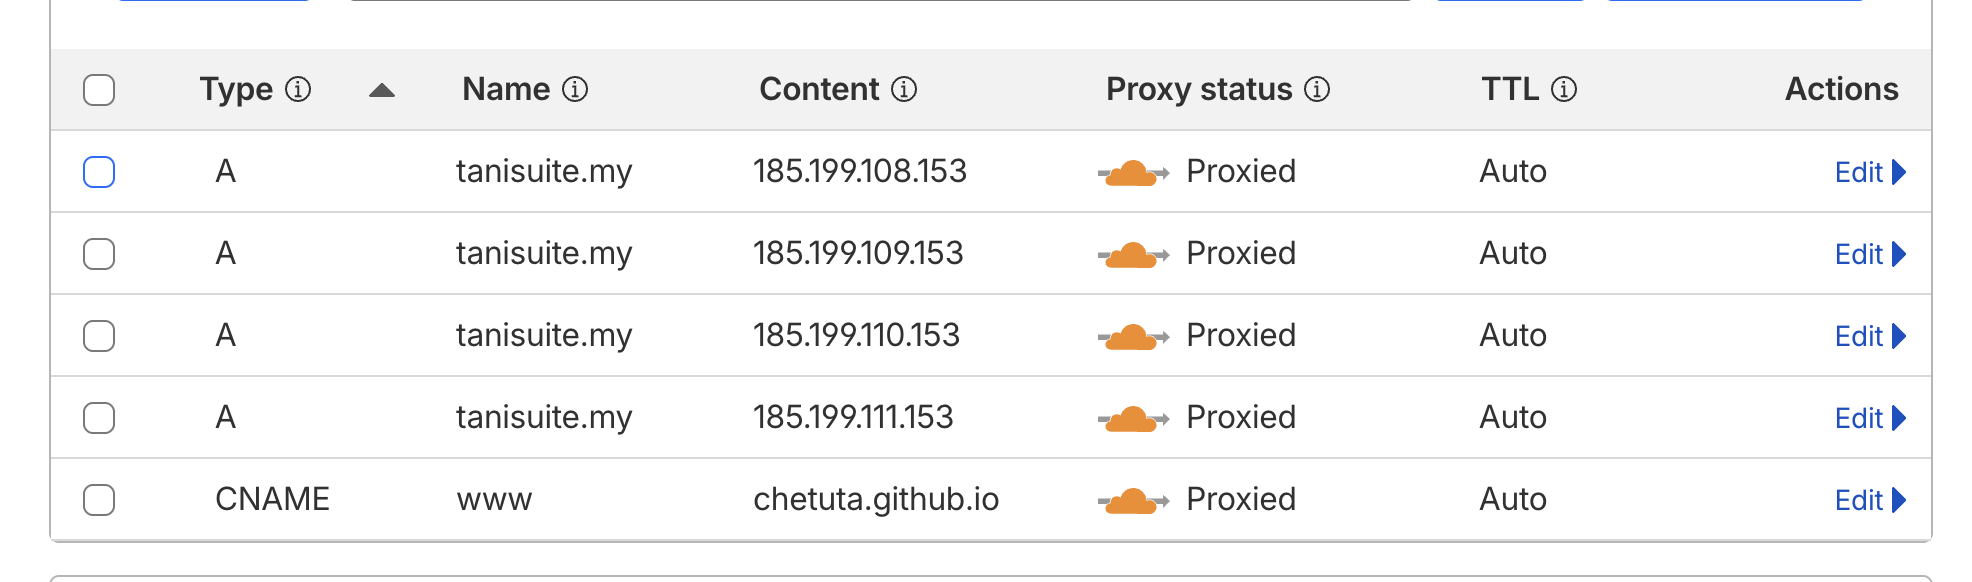 Type Name Content Proxy status TTL Actions
A tanisuite.my 185.199.108.153 Proxied Auto Edit
A tanisuite.my 185.199.109.153 Proxied Auto Edit
A tanisuite.my 185.199.110.153 Proxied Auto Edit
A tanisuite.my 185.199.111.153 Proxied Auto Edit
CNAME www chetuta.github.io Proxied Auto Edit